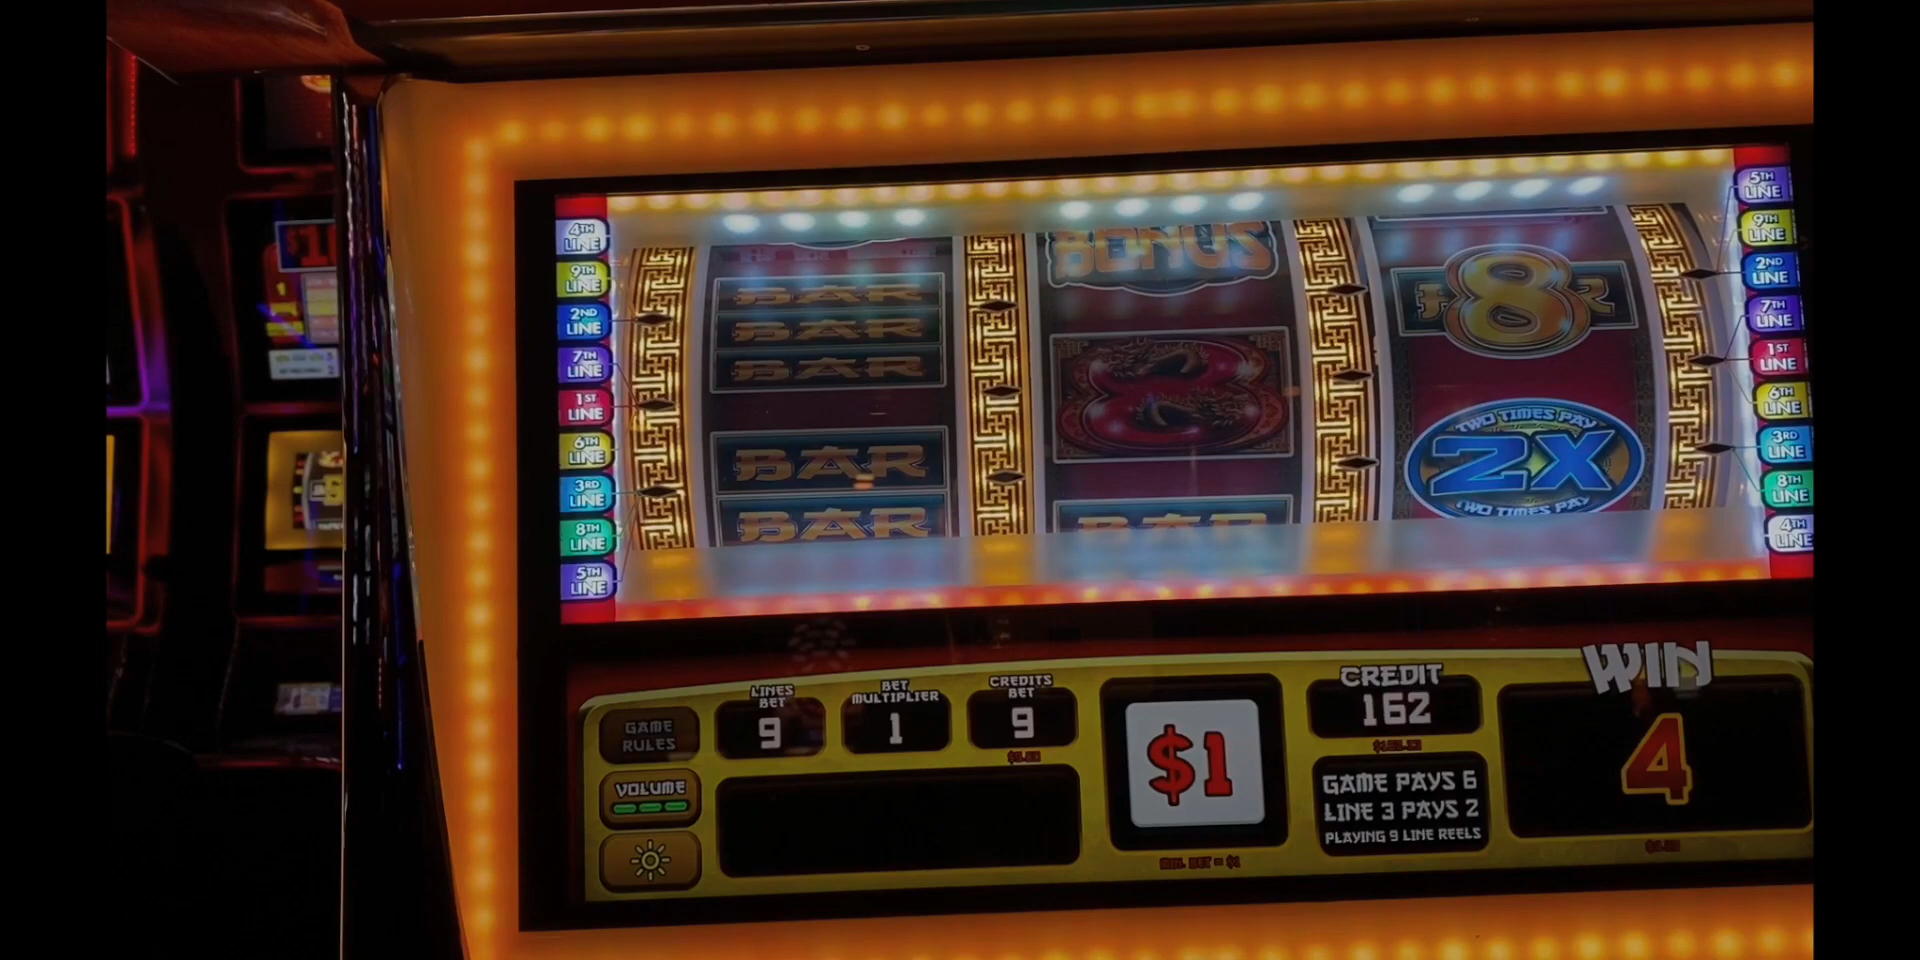 4TH LINE
9TH LINE
2ND LINE
7TH LINE
1ST LINE
6TH LINE
3RD LINE
8TH LINE
5TH LINE
BAR
BAR
BAR
BAR
BAR
BONUS
BAR
8
TWO TIMES PAY
2X
TWO TIMES PAY
5TH LINE
9TH LINE
2ND LINE
7TH LINE
1ST LINE
6TH LINE
3RD LINE
8TH LINE
4TH LINE
GAME RULES
VOLUME
LINES BET
9
BET MULTIPLIER
1
CREDITS BET
9
$1
MIN. BET = $1
CREDIT
162
GAME PAYS 6
LINE 3 PAYS 2
PLAYING 9 LINE REELS
WIN
4